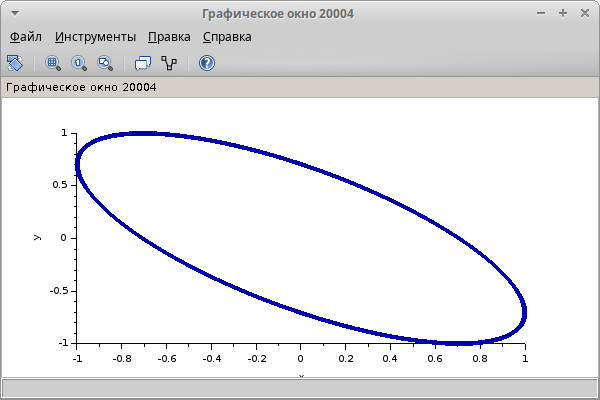 Графическое окно 20004
Файл Инструменты Правка Справка
Графическое окно 20004
1
0.5
y
0
-0.5
-1
-1 -0.8 -0.6 -0.4 -0.2 0 0.2 0.4 0.6 0.8 1